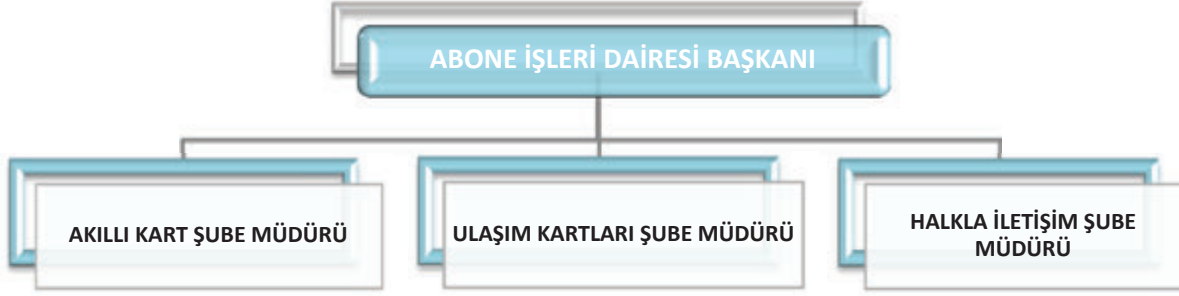 ABONE İŞLERİ DAİRESİ BAŞKANI
AKILLI KART ŞUBE MÜDÜRÜ
ULAŞIM KARTLARI ŞUBE MÜDÜRÜ
HALKLA İLETİŞİM ŞUBE
MÜDÜRÜ